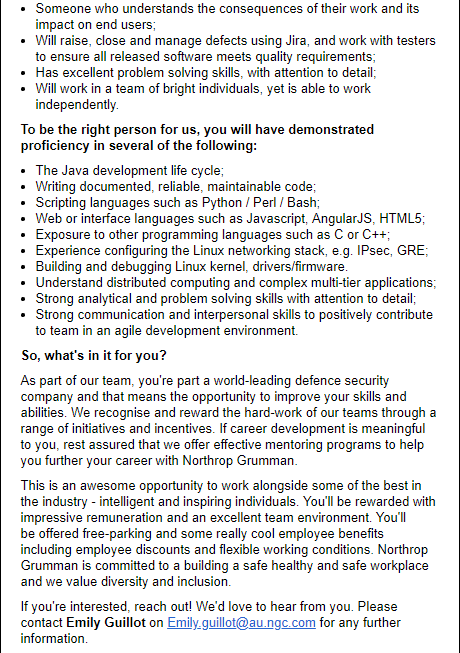 • Someone who understands the consequences of their work and its
impact on end users;
• Will raise, close and manage defects using Jira, and work with testers
to ensure all released software meets quality requirements;
• Has excellent problem solving skills, with attention to detail;
• Will work in a team of bright individuals, yet is able to work
independently.
To be the right person for us, you will have demonstrated
proficiency in several of the following:
• The Java development life cycle;
• Writing documented, reliable, maintainable code;
• Scripting languages such as Python / Perl / Bash;
• Web or interface languages such as Javascript, AngularJS, HTML5;
• Exposure to other programming languages such as C or C++;
• Experience configuring the Linux networking stack, e.g. IPsec, GRE;
• Building and debugging Linux kernel, drivers/firmware.
• Understand distributed computing and complex multi-tier applications;
• Strong analytical and problem solving skills with attention to detail;
• Strong communication and interpersonal skills to positively contribute
to team in an agile development environment.
So, what's in it for you?
As part of our team, you're part a world-leading defence security
company and that means the opportunity to improve your skills and
abilities. We recognise and reward the hard-work of our teams through a
range of initiatives and incentives. If career development is meaningful
to you, rest assured that we offer effective mentoring programs to help
you further your career with Northrop Grumman.
This is an awesome opportunity to work alongside some of the best in
the industry - intelligent and inspiring individuals. You'll be rewarded with
impressive remuneration and an excellent team environment. You'll
be offered free-parking and some really cool employee benefits
including employee discounts and flexible working conditions. Northrop
Grumman is committed to a building a safe healthy and safe workplace
and we value diversity and inclusion.
If you're interested, reach out! We'd love to hear from you. Please
contact Emily Guillot on Emily.guillot@au.ngc.com for any further
information.